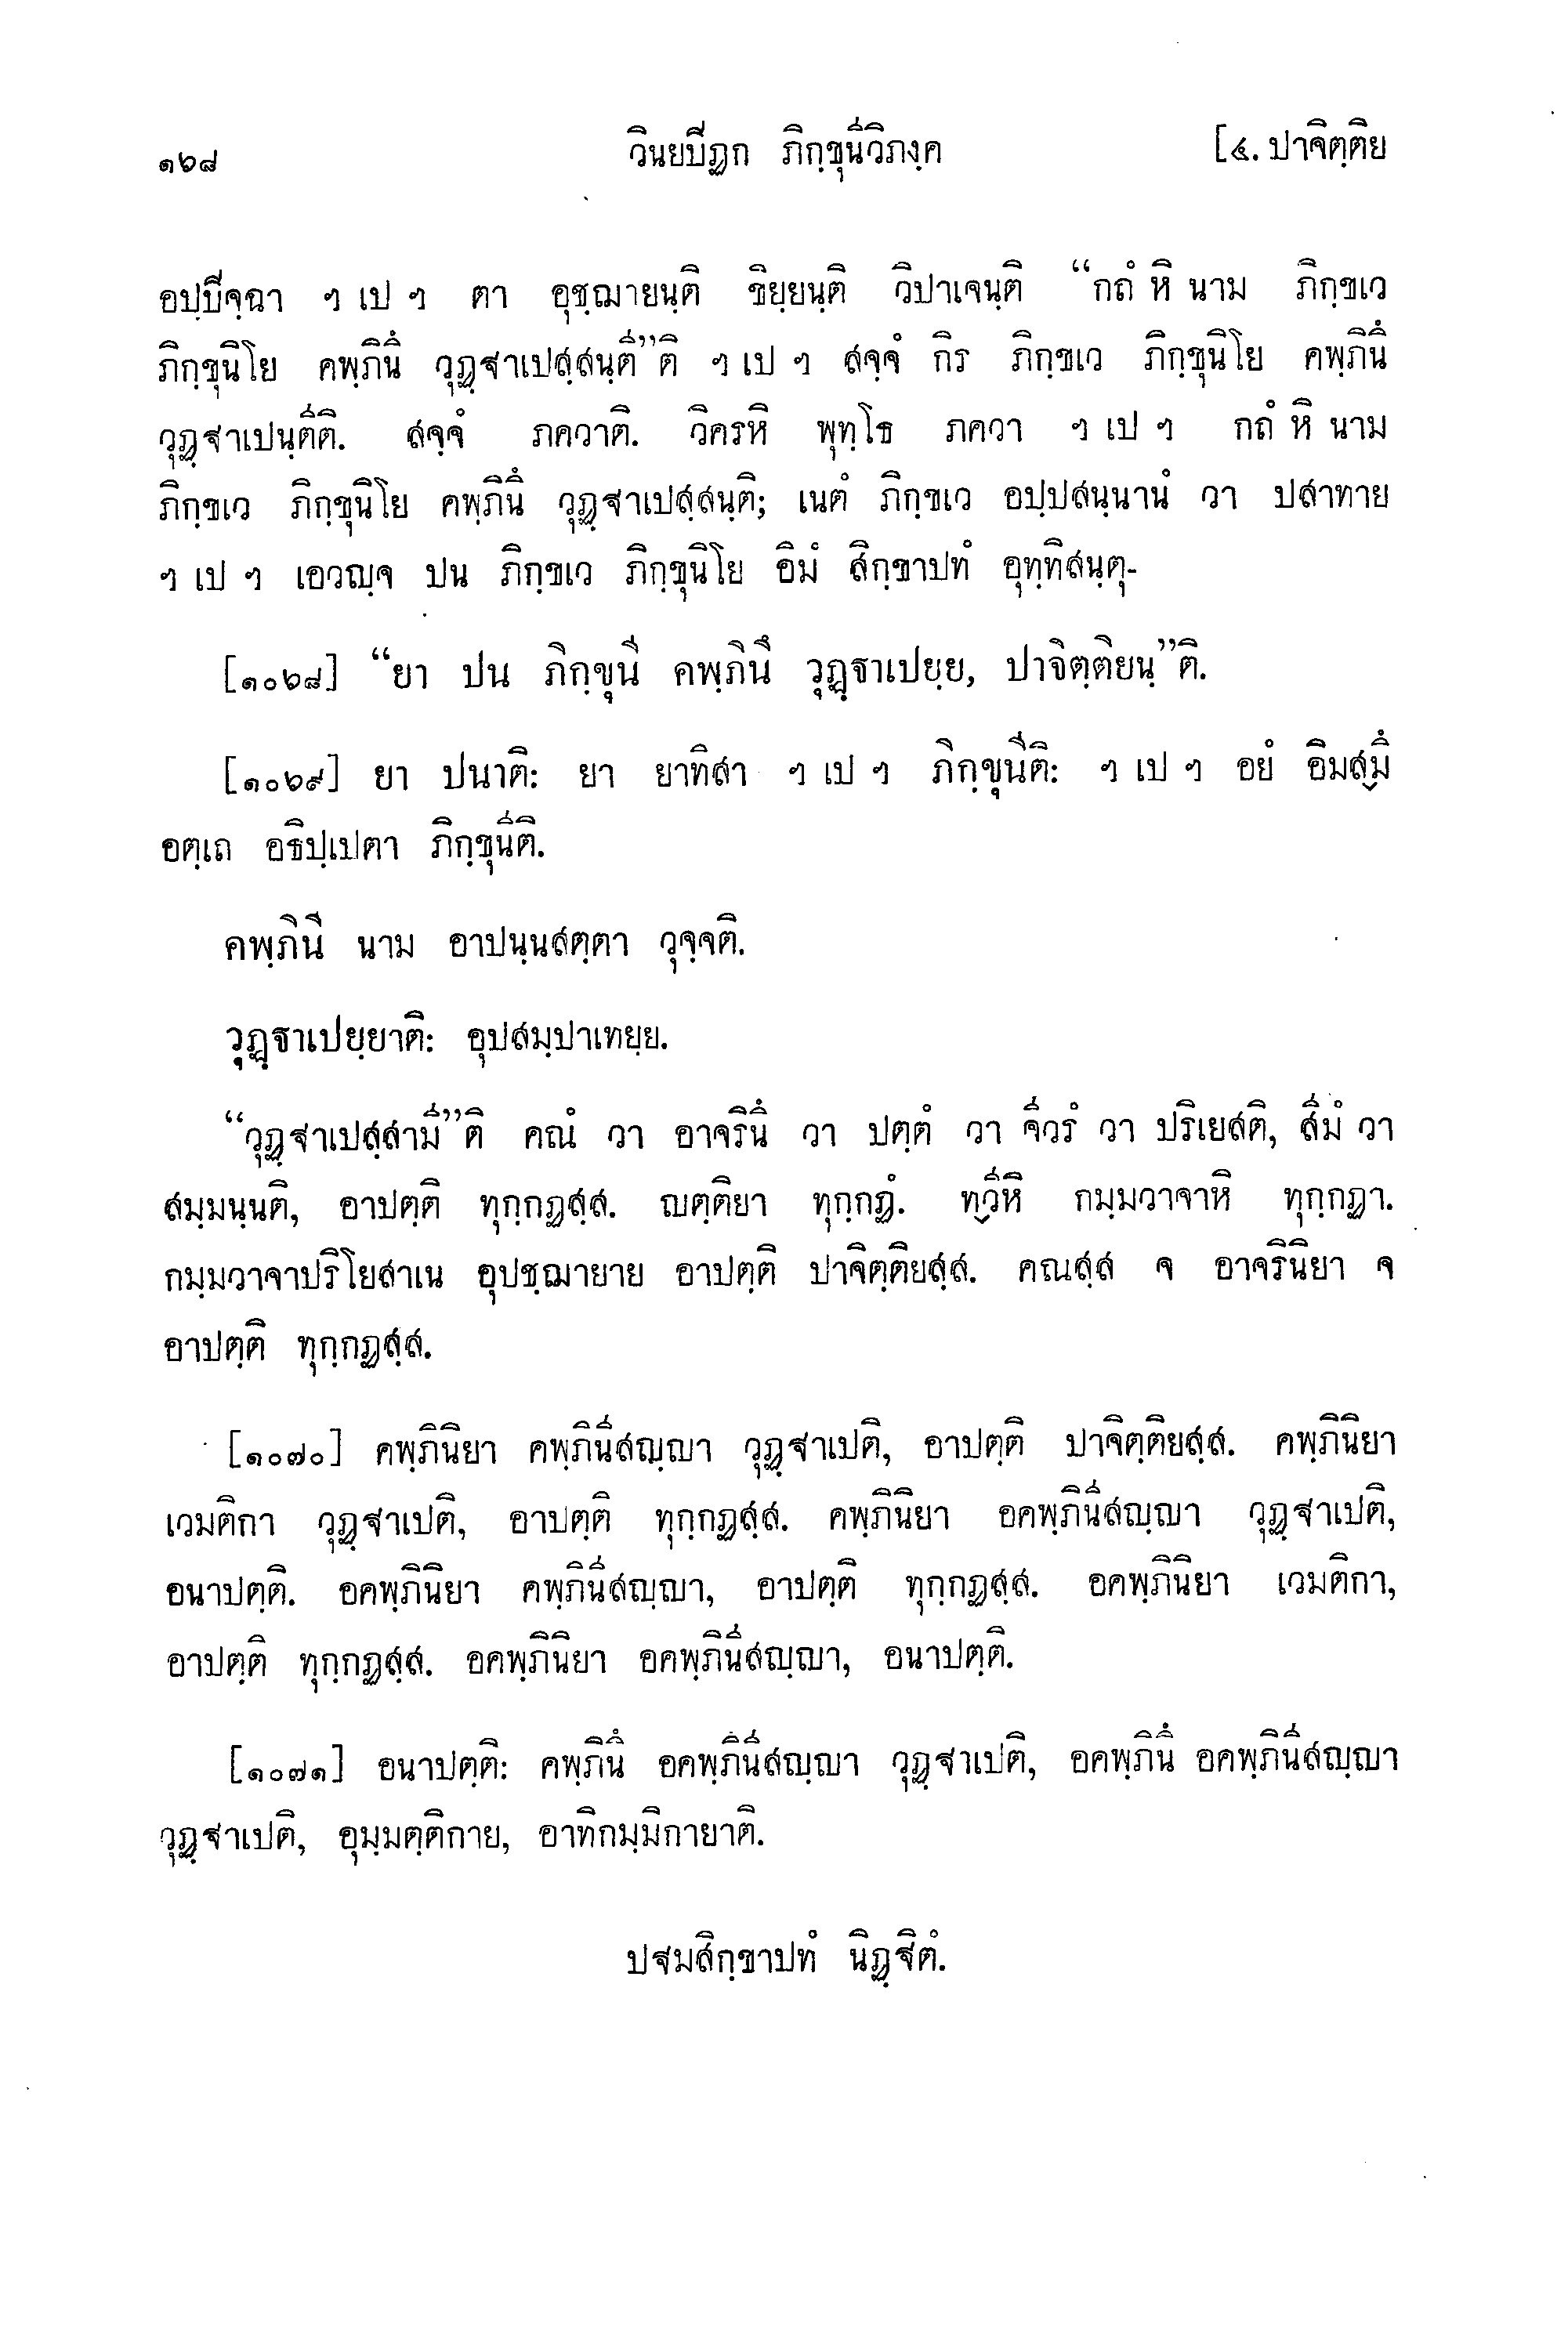 ๑๖๘ วินยปีฏก ภิกฺขุนีวิภงฺค [๔. ปาจิตฺติย
อปฺปิจฺฉา ฯ เป ฯ ตา อุชฺฌายนฺติ ขิยฺยนฺติ วิปาเจนฺติ “กถํ หิ นาม ภิกฺขเว
ภิกฺขุนิโย คพฺภินึ วุฏฺฐาเปสฺสนฺตี”ติ ฯ เป ฯ สจฺจํ กิร ภิกฺขเว ภิกฺขุนิโย คพฺภินึ
วุฏฺฐาเปนฺตีติ. สจฺจํ ภควาติ. วิครหิ พุทฺโธ ภควา ฯ เป ฯ กถํ หิ นาม
ภิกฺขเว ภิกฺขุนิโย คพฺภินึ วุฏฺฐาเปสฺสนฺติ; เนตํ ภิกฺขเว อปฺปสนฺนานํ วา ปสาทาย
ฯ เป ฯ เอวญฺจ ปน ภิกฺขเว ภิกฺขุนิโย อิมํ สิกฺขาปทํ อุทฺทิสนฺตุ-
[๑๐๖๘] “ยา ปน ภิกฺขุนี คพฺภินึ วุฏฺฐาเปยฺย, ปาจิตฺติยนฺ”ติ.
[๑๐๖๙] ยา ปนาติ: ยา ยาทิสา ฯ เป ฯ ภิกฺขุนีติ: ฯ เป ฯ อยํ อิมสฺมึ
อตฺเถ อธิปฺเปตา ภิกฺขุนีติ.
คพฺภินี นาม อาปนฺนสตฺตา วุจฺจติ.
วุฏฺฐาเปยฺยาติ: อุปสมฺปาเทยฺย.
“วุฏฺฐาเปสฺสามี”ติ คณํ วา อาจรินึ วา ปตฺตํ วา จีวรํ วา ปริเยสติ, สีมํ วา
สมฺมนฺนติ, อาปตฺติ ทุกฺกฏสฺส. ญตฺติยา ทุกฺกฏํ. ทฺวีหิ กมฺมวาจาหิ ทุกฺกฏา.
กมฺมวาจาปริโยสาเน อุปชฺฌายาย อาปตฺติ ปาจิตฺติยสฺส. คณสฺส จ อาจรินิยา จ
อาปตฺติ ทุกฺกฏสฺส.
[๑๐๗๐] คพฺภินิยา คพฺภินีสญฺญา วุฏฺฐาเปติ, อาปตฺติ ปาจิตฺติยสฺส. คพฺภินิยา
เวมติกา วุฏฺฐาเปติ, อาปตฺติ ทุกฺกฏสฺส. คพฺภินิยา อคพฺภินีสญฺญา วุฏฺฐาเปติ,
อนาปตฺติ. อคพฺภินิยา คพฺภินีสญฺญา, อาปตฺติ ทุกฺกฏสฺส. อคพฺภินิยา เวมติกา,
อาปตฺติ ทุกฺกฏสฺส. อคพฺภินิยา อคพฺภินีสญฺญา, อนาปตฺติ.
[๑๐๗๑] อนาปตฺติ: คพฺภินึ อคพฺภินีสญฺญา วุฏฺฐาเปติ, อคพฺภินึ อคพฺภินีสญฺญา
วุฏฺฐาเปติ, อุมฺมตฺติกาย, อาทิกมฺมิกายาติ.
ปฐมสิกฺขาปทํ นิฏฺฐิตํ.